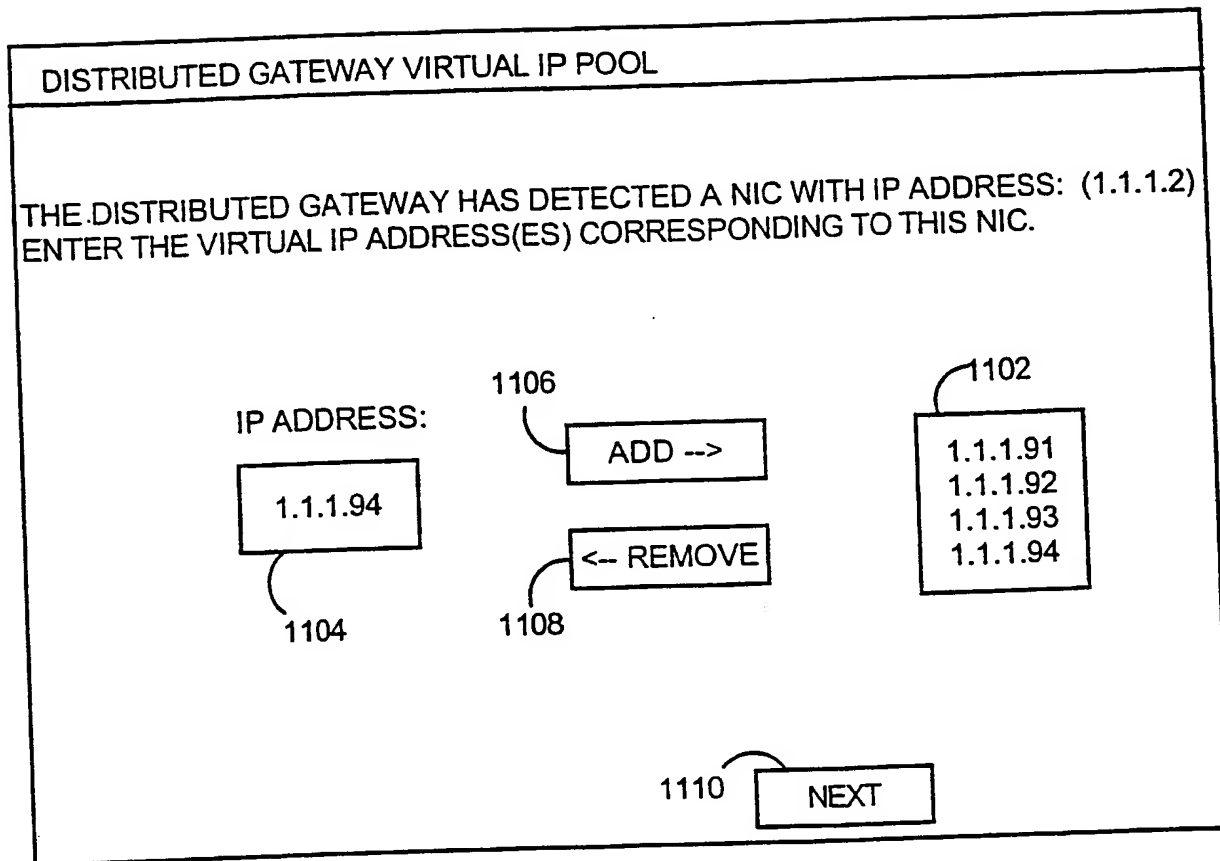 DISTRIBUTED GATEWAY VIRTUAL IP POOL
THE DISTRIBUTED GATEWAY HAS DETECTED A NIC WITH IP ADDRESS: (1.1.1.2)
ENTER THE VIRTUAL IP ADDRESS(ES) CORRESPONDING TO THIS NIC.
1106
1102
IP ADDRESS:
ADD -->
1.1.1.94
<-- REMOVE
1.1.1.91
1.1.1.92
1.1.1.93
1.1.1.94
1104
1108
1110
NEXT